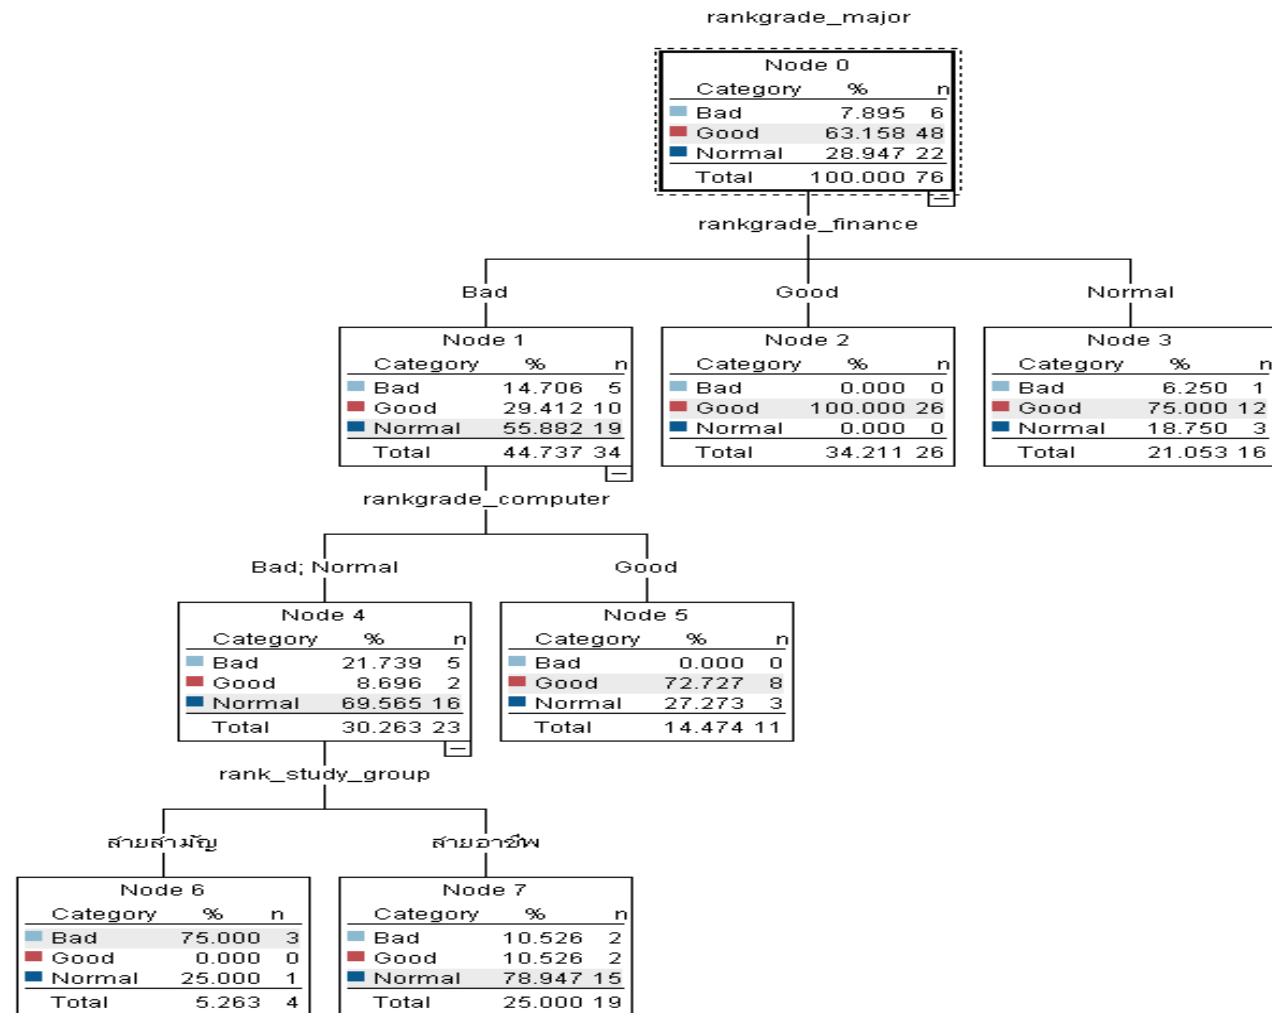 rankgrade_major
Node 0
Category % n
Bad 7.895 6
Good 63.158 48
Normal 28.947 22
Total 100.000 76
rankgrade_finance
Bad Good Normal
Node 1
Category % n
Bad 14.706 5
Good 29.412 10
Normal 55.882 19
Total 44.737 34
Node 2
Category % n
Bad 0.000 0
Good 100.000 26
Normal 0.000 0
Total 34.211 26
Node 3
Category % n
Bad 6.250 1
Good 75.000 12
Normal 18.750 3
Total 21.053 16
rankgrade_computer
Bad; Normal Good
Node 4
Category % n
Bad 21.739 5
Good 8.696 2
Normal 69.565 16
Total 30.263 23
Node 5
Category % n
Bad 0.000 0
Good 72.727 8
Normal 27.273 3
Total 14.474 11
rank_study_group
สายสามัญ สายอาชีพ
Node 6
Category % n
Bad 75.000 3
Good 0.000 0
Normal 25.000 1
Total 5.263 4
Node 7
Category % n
Bad 10.526 2
Good 10.526 2
Normal 78.947 15
Total 25.000 19